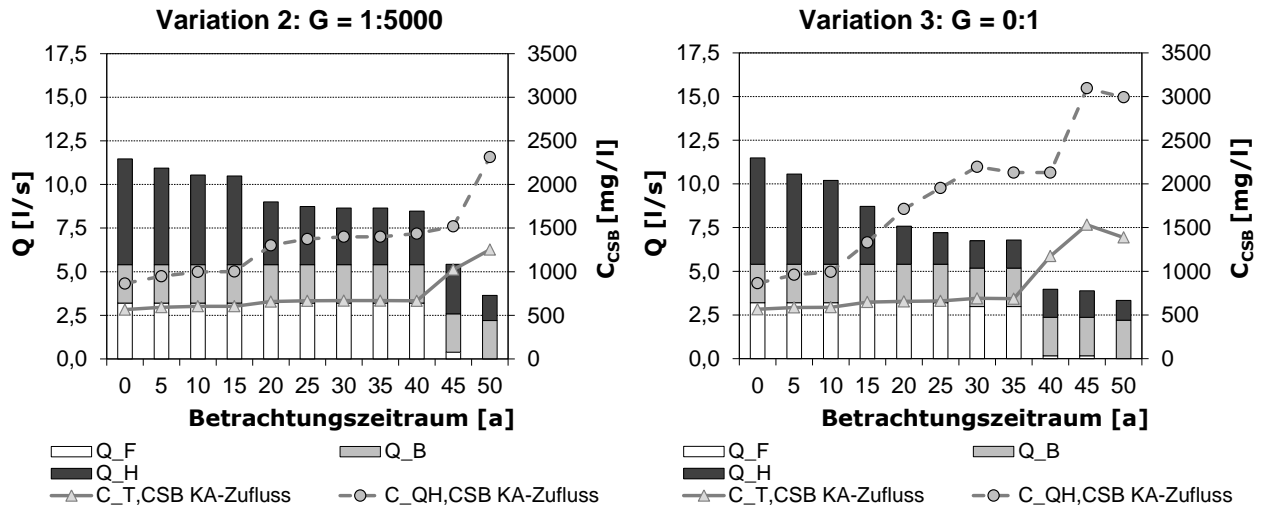 Variation 2: G = 1:5000
17,5
15,0
12,5
10,0
7,5
5,0
2,5
0,0
Q [l/s]
3500
3000
2500
2000
1500
1000
500
0
C_CSB [mg/l]
0 5 10 15 20 25 30 35 40 45 50
Betrachtungszeitraum [a]
Q_F Q_B
Q_H
C_T,CSB KA-Zufluss C_QH,CSB KA-Zufluss
Variation 3: G = 0:1
17,5
15,0
12,5
10,0
7,5
5,0
2,5
0,0
Q [l/s]
3500
3000
2500
2000
1500
1000
500
0
C_CSB [mg/l]
0 5 10 15 20 25 30 35 40 45 50
Betrachtungszeitraum [a]
Q_F Q_B
Q_H
C_T,CSB KA-Zufluss C_QH,CSB KA-Zufluss